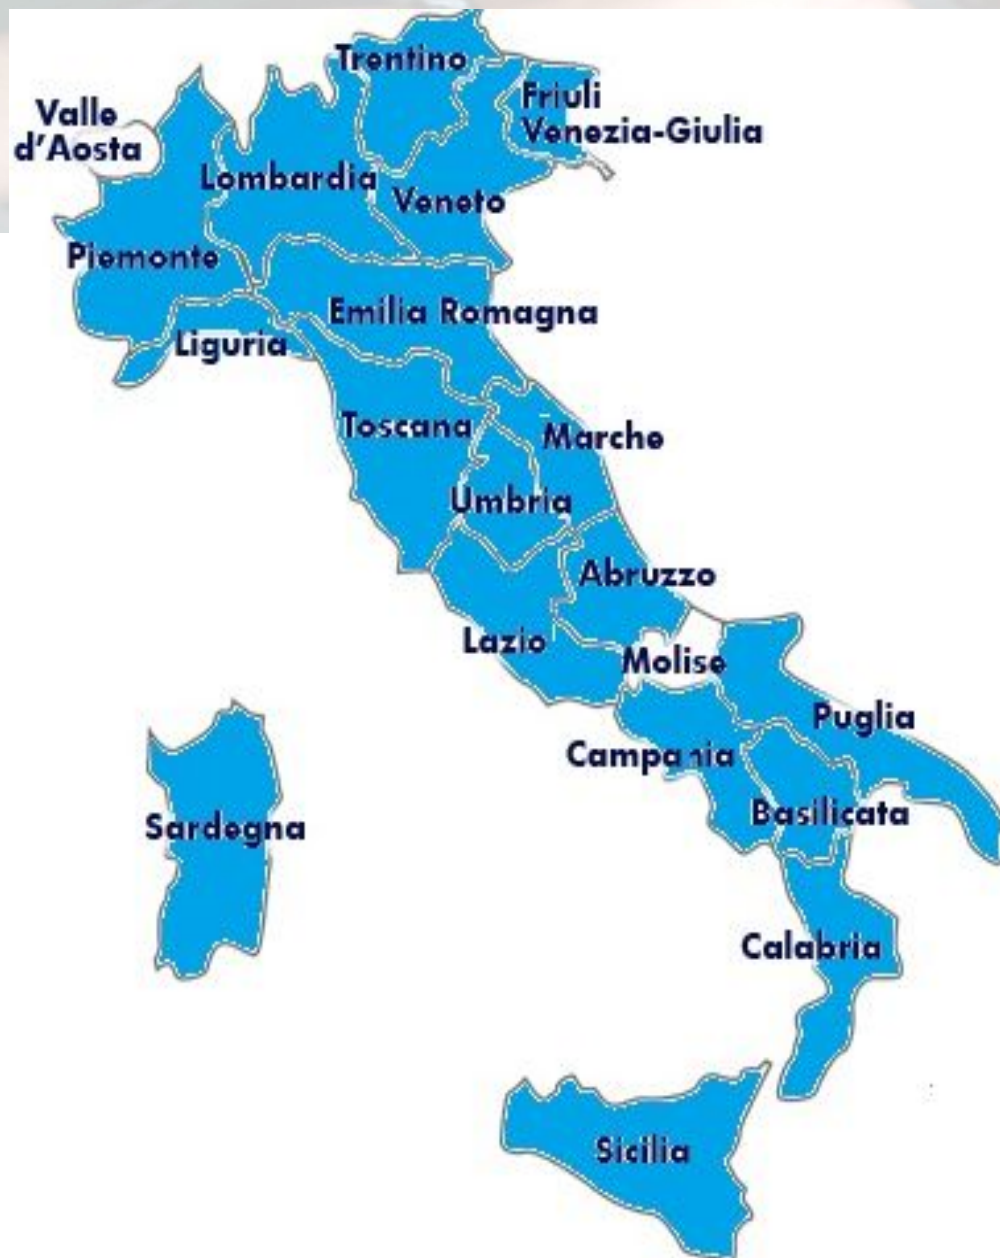 Trentino
Friuli
Venezia-Giulia
Valle
d'Aosta
Lombardia
Veneto
Piemonte
Emilia Romagna
Liguria
Toscana
Marche
Umbria
Abruzzo
Lazio
Molise
Puglia
Campania
Basilicata
Sardegna
Calabria
Sicilia